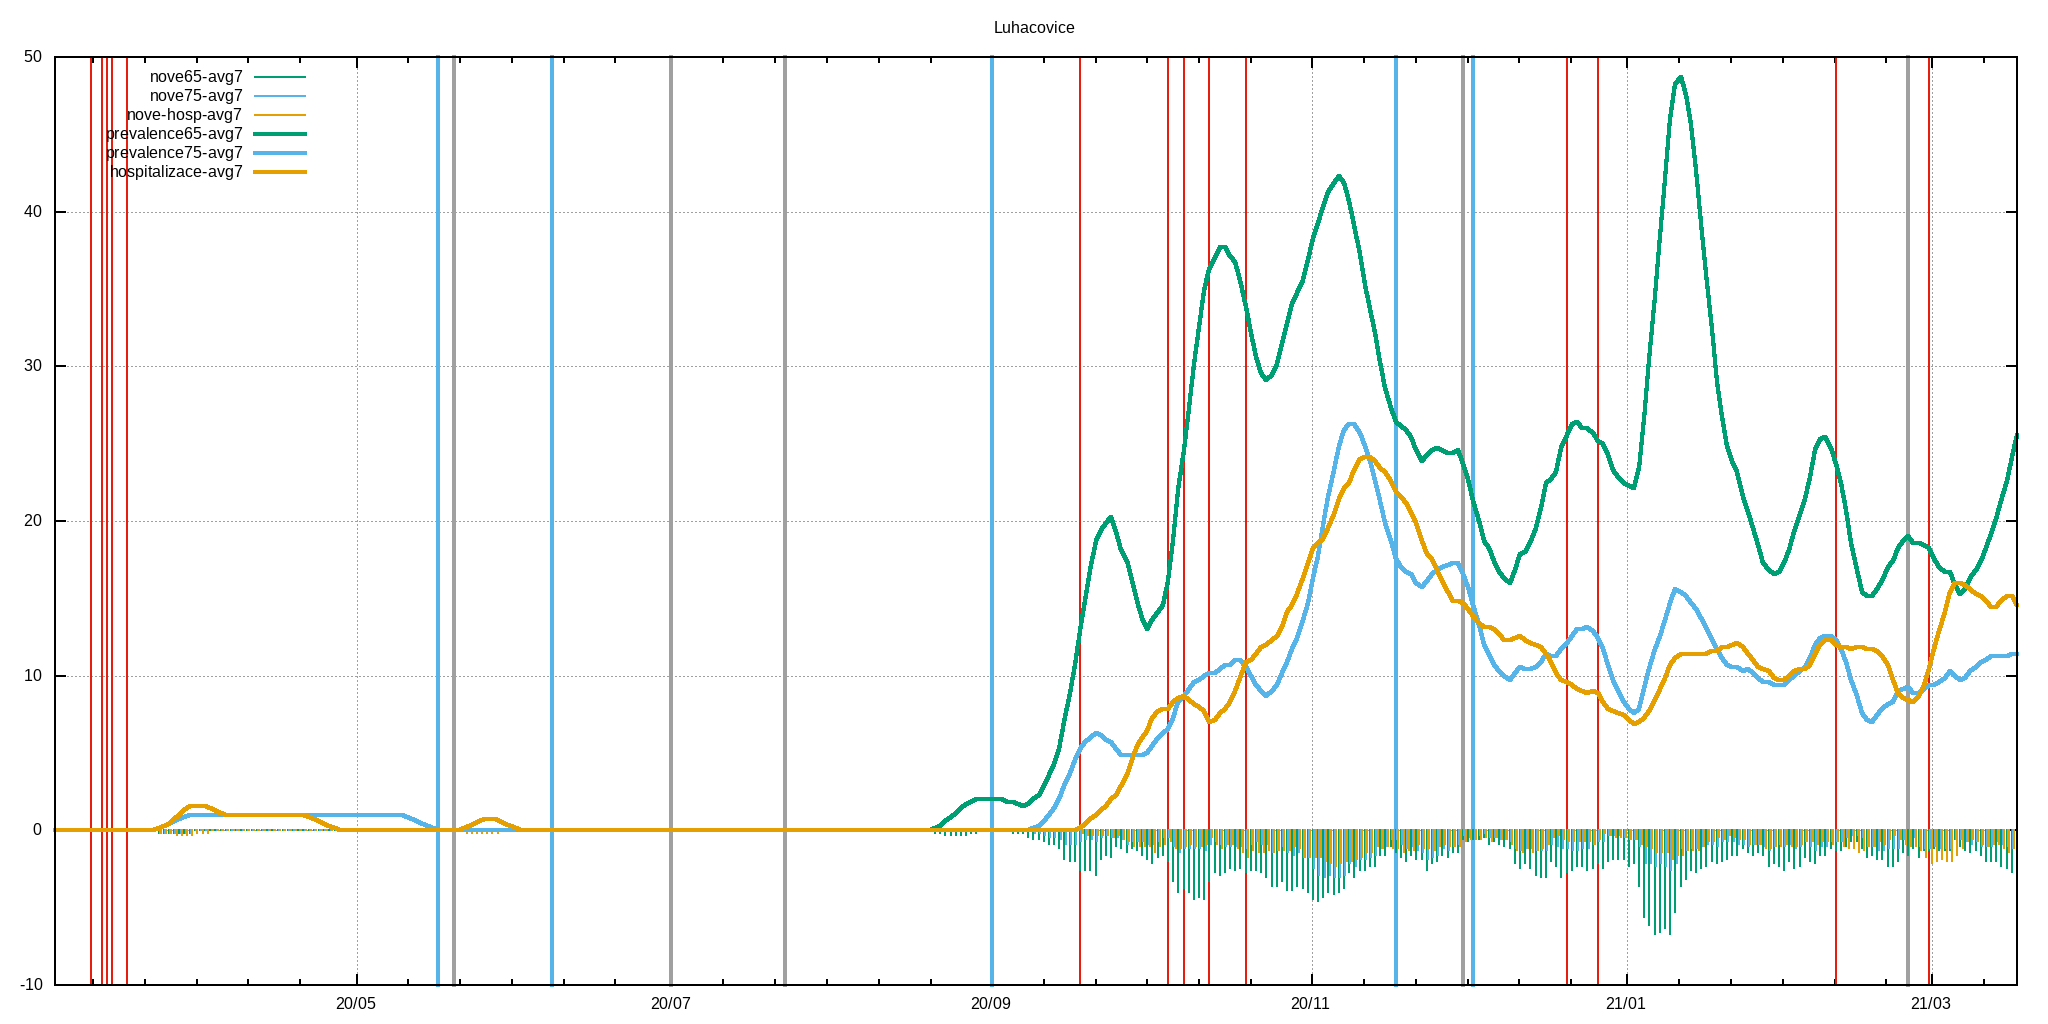 Luhacovice
50
nove65-avg7
nove75-avg7
nove-hosp-avg7
prevalence65-avg7
prevalence75-avg7
hospitalizace-avg7
40
30
20
10
0
-10
20/05 20/07 20/09 20/11 21/01 21/03